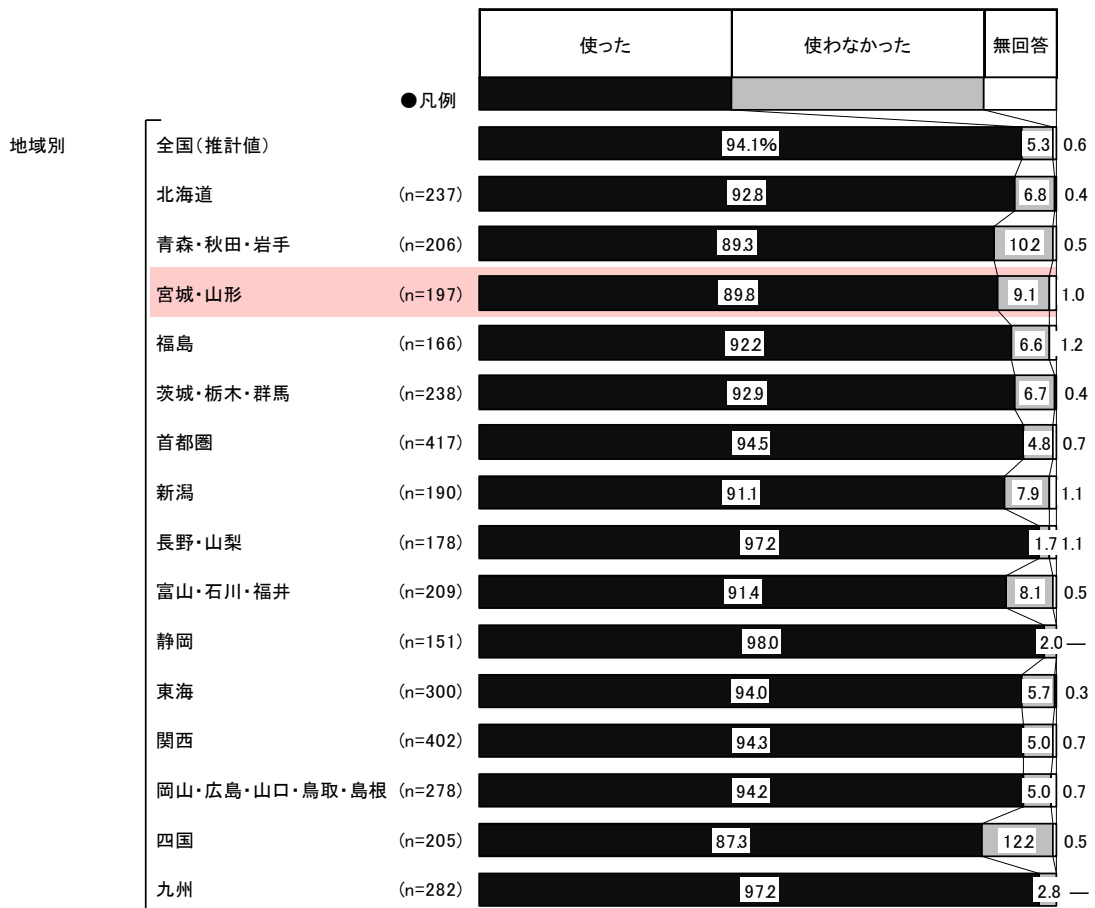 使った 使わなかった 無回答
●凡例
地域別 全国(推計値) 94.1% 5.3 0.6
北海道 (n=237) 92.8 6.8 0.4
青森・秋田・岩手 (n=206) 89.3 10.2 0.5
宮城・山形 (n=197) 89.8 9.1 1.0
福島 (n=166) 92.2 6.6 1.2
茨城・栃木・群馬 (n=238) 92.9 6.7 0.4
首都圏 (n=417) 94.5 4.8 0.7
新潟 (n=190) 91.1 7.9 1.1
長野・山梨 (n=178) 97.2 1.7 1.1
富山・石川・福井 (n=209) 91.4 8.1 0.5
静岡 (n=151) 98.0 2.0 ―
東海 (n=300) 94.0 5.7 0.3
関西 (n=402) 94.3 5.0 0.7
岡山・広島・山口・鳥取・島根 (n=278) 94.2 5.0 0.7
四国 (n=205) 87.3 12.2 0.5
九州 (n=282) 97.2 2.8 ―